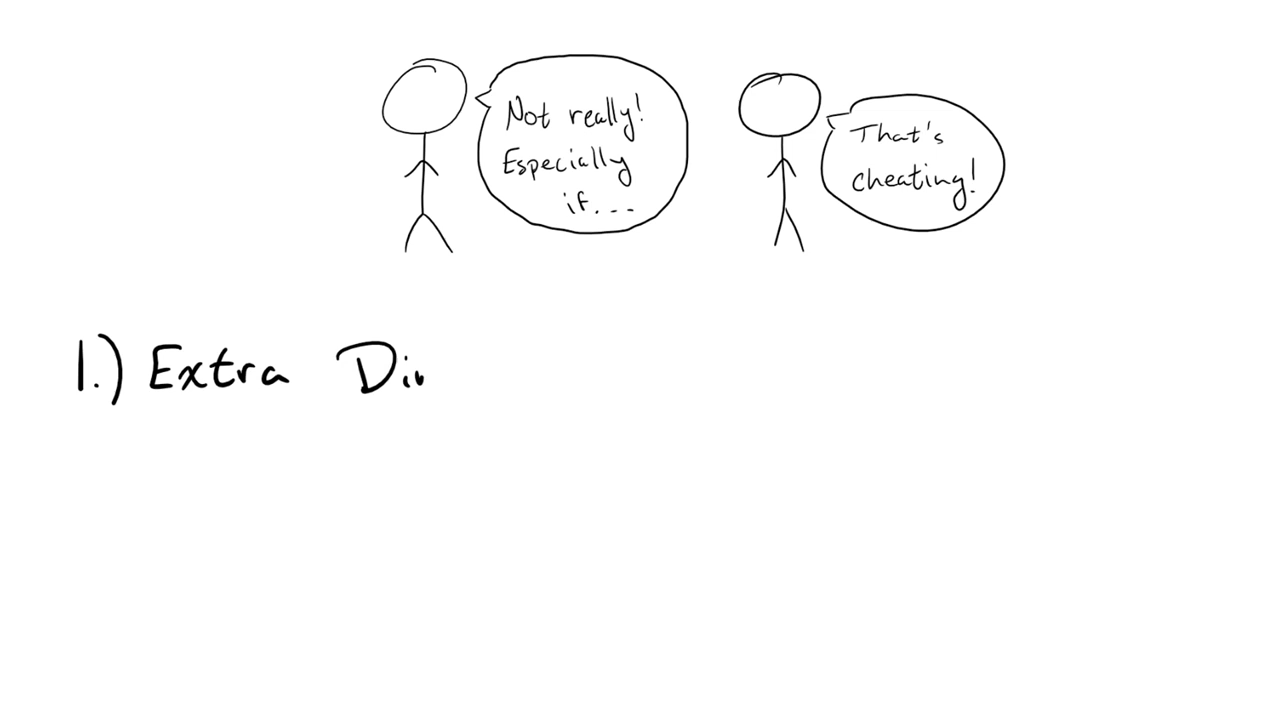 Not really!
Especially
if...
That's
cheating!
1.) Extra Di